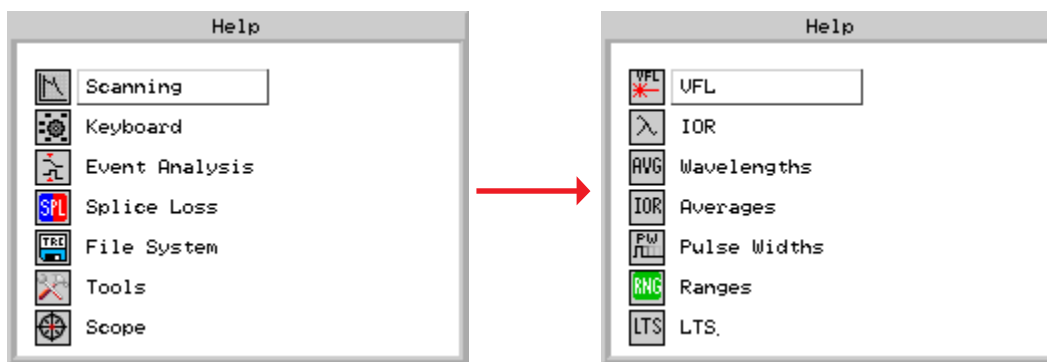 Help
Scanning
Keyboard
Event Analysis
SPL Splice Loss
TRC File System
Tools
Scope
Help
VFL VFL
λ IOR
AVG Wavelengths
IOR Averages
PW Pulse Widths
RNG Ranges
LTS LTS.